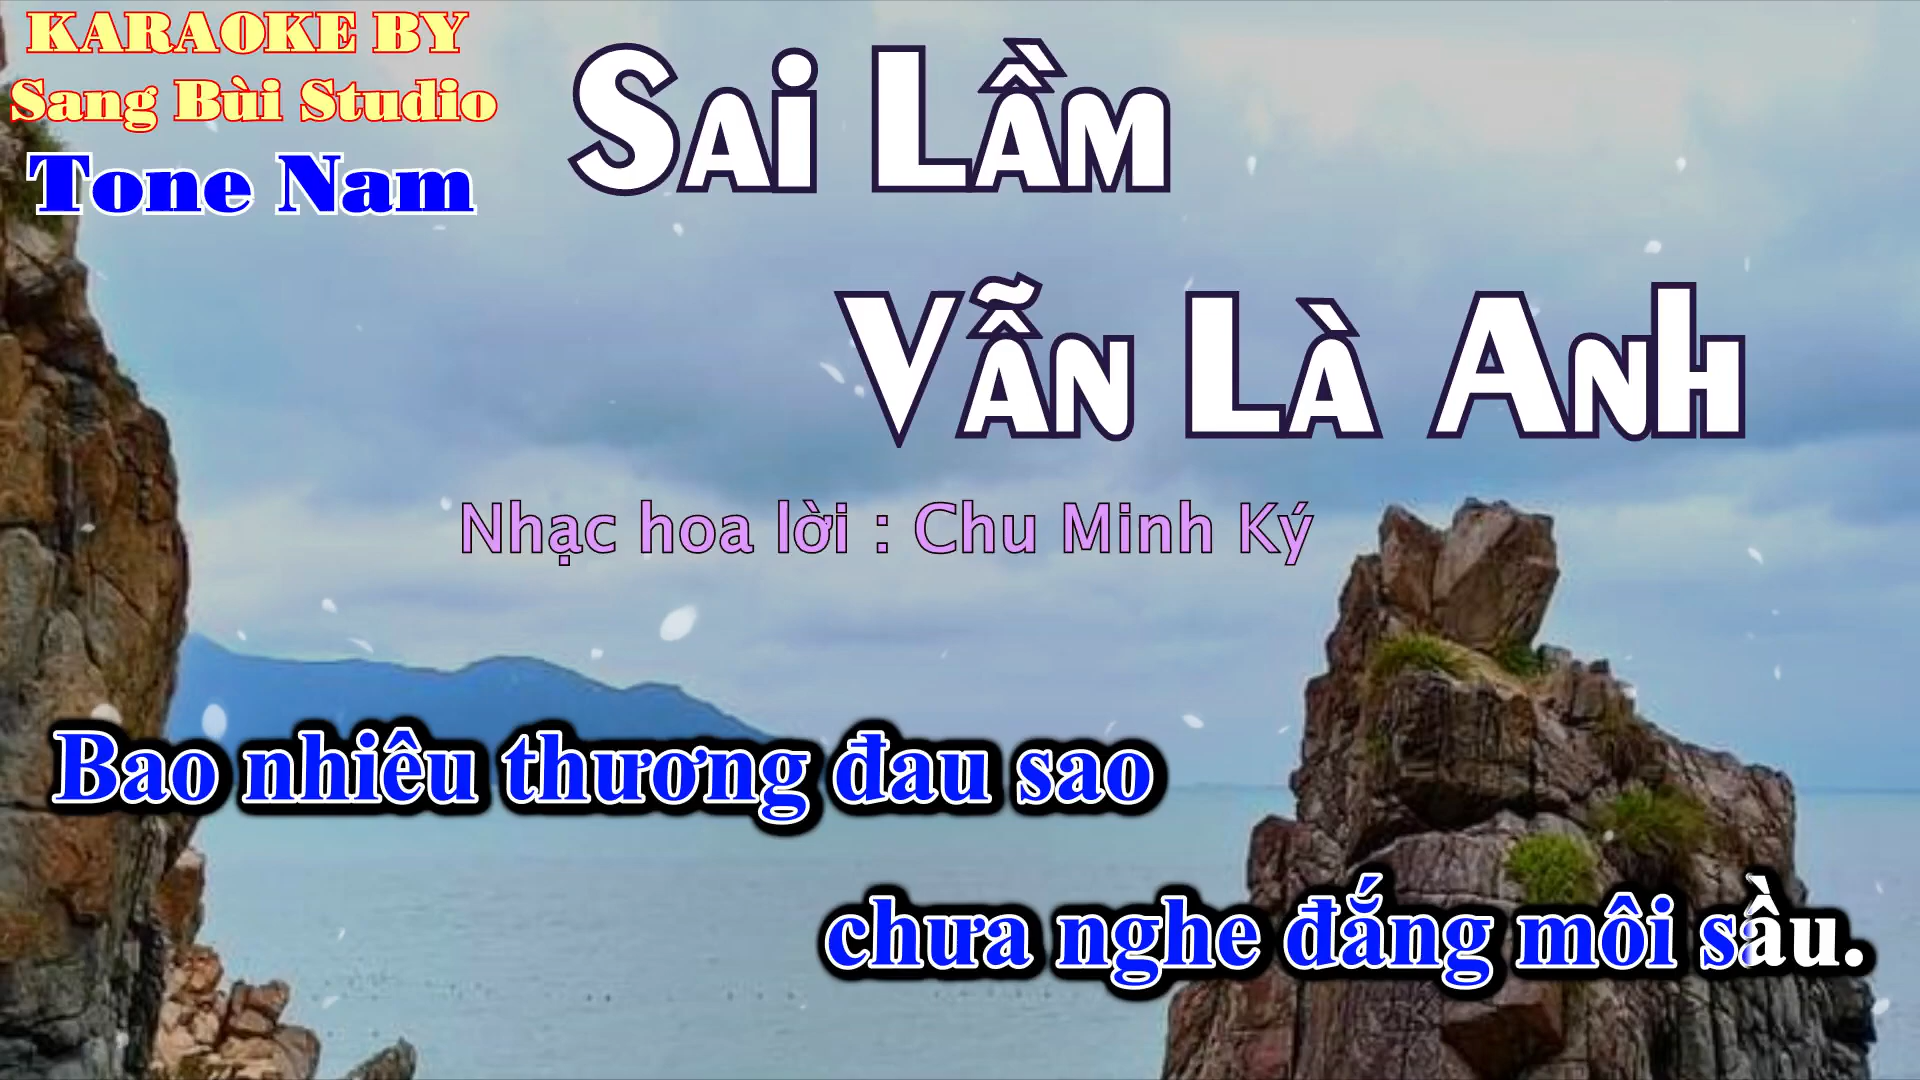 KARAOKE BY
Sang Bùi Studio
Tone Nam
Sai Lầm
Vẫn Là Anh
Nhạc hoa lời : Chu Minh Ký
Bao nhiêu thương đau sao
chưa nghe đắng môi sầu.